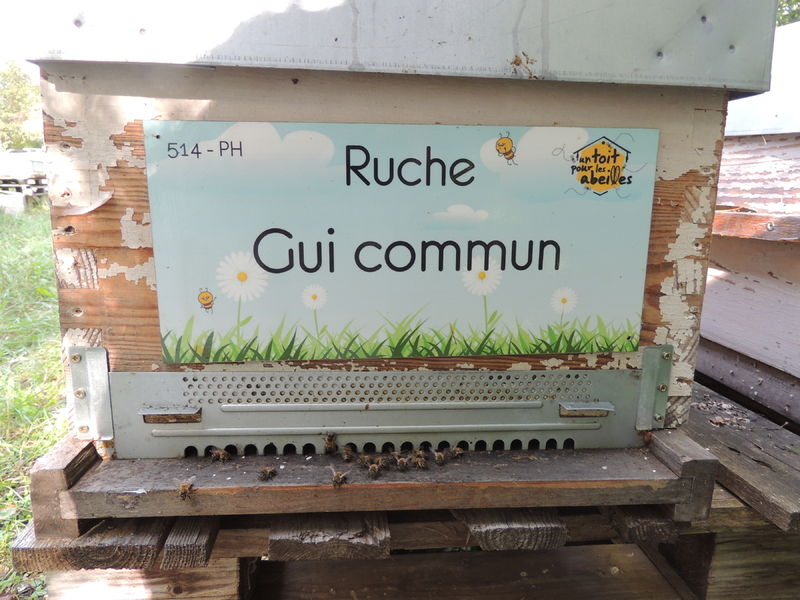 514 - PH
Ruche
Un toit
pour les
abeilles
Gui commun